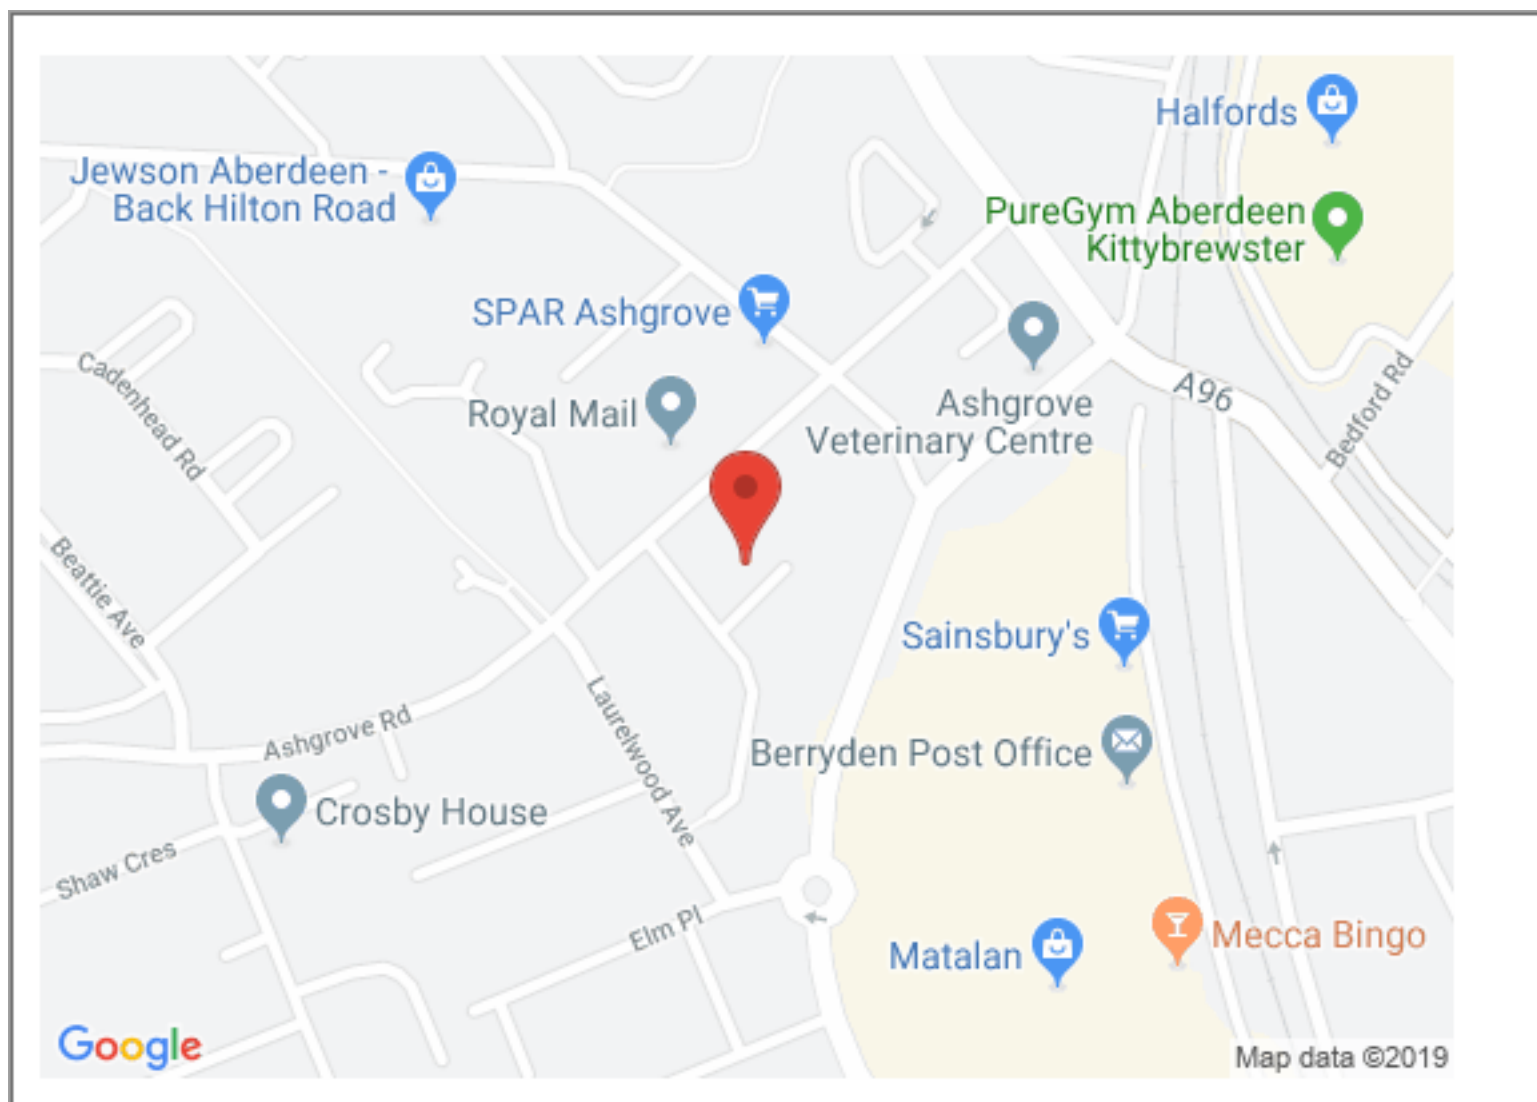 Halfords
Jewson Aberdeen -
Back Hilton Road
PureGym Aberdeen
Kittybrewster
SPAR Ashgrove
Cadenhead Rd
Royal Mail
Ashgrove
Veterinary Centre
A96
Bedford Rd
Beattie Ave
Sainsbury's
Laurelwood Ave
Ashgrove Rd
Berryden Post Office
Crosby House
Shaw Cres
Elm Pl
Matalan
Mecca Bingo
Google
Map data ©2019